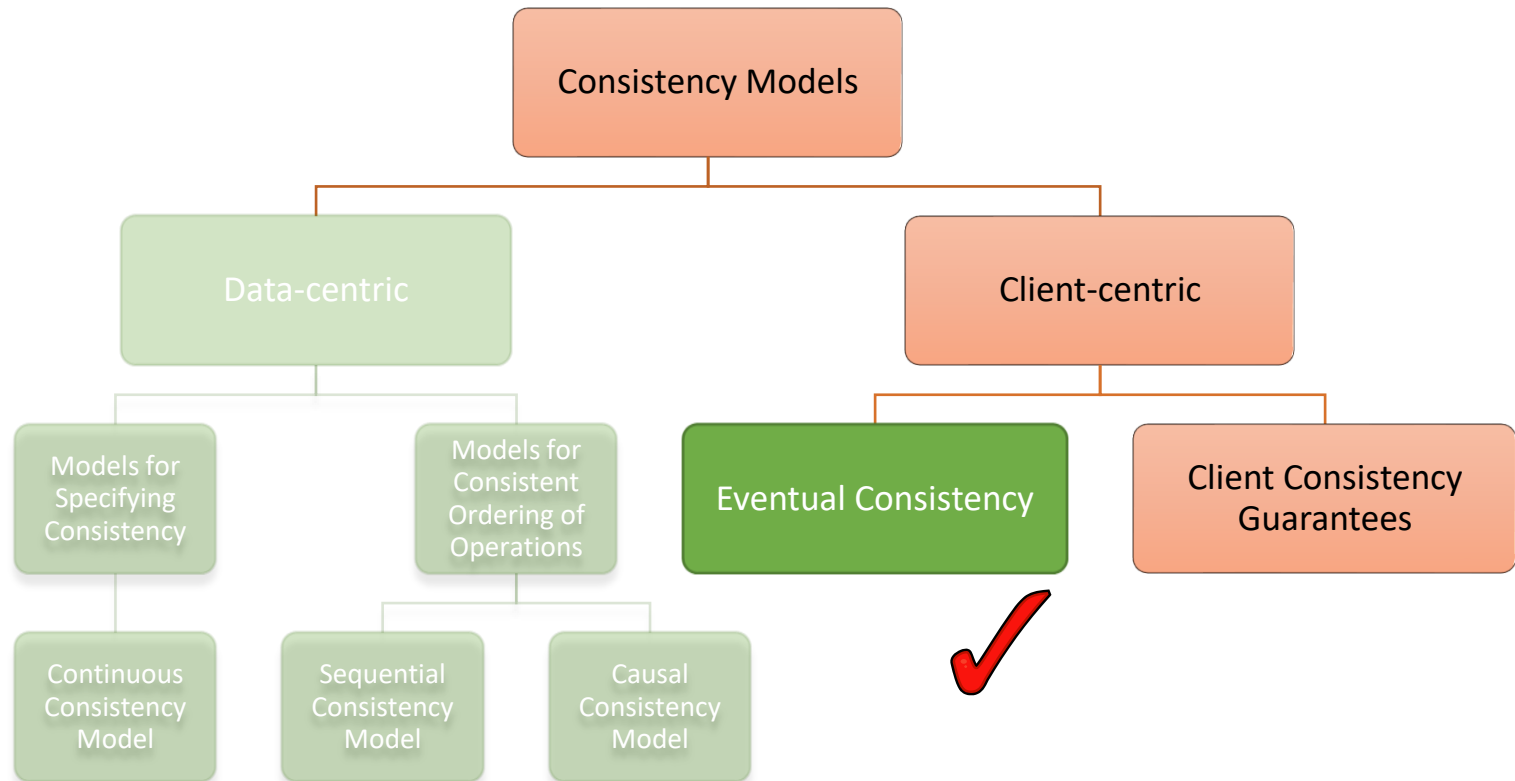 Consistency Models
Data-centric
Client-centric
Models for
Specifying
Consistency
Models for
Consistent
Ordering of
Operations
Eventual Consistency
Client Consistency
Guarantees
Continuous
Consistency
Model
Sequential
Consistency
Model
Causal
Consistency
Model